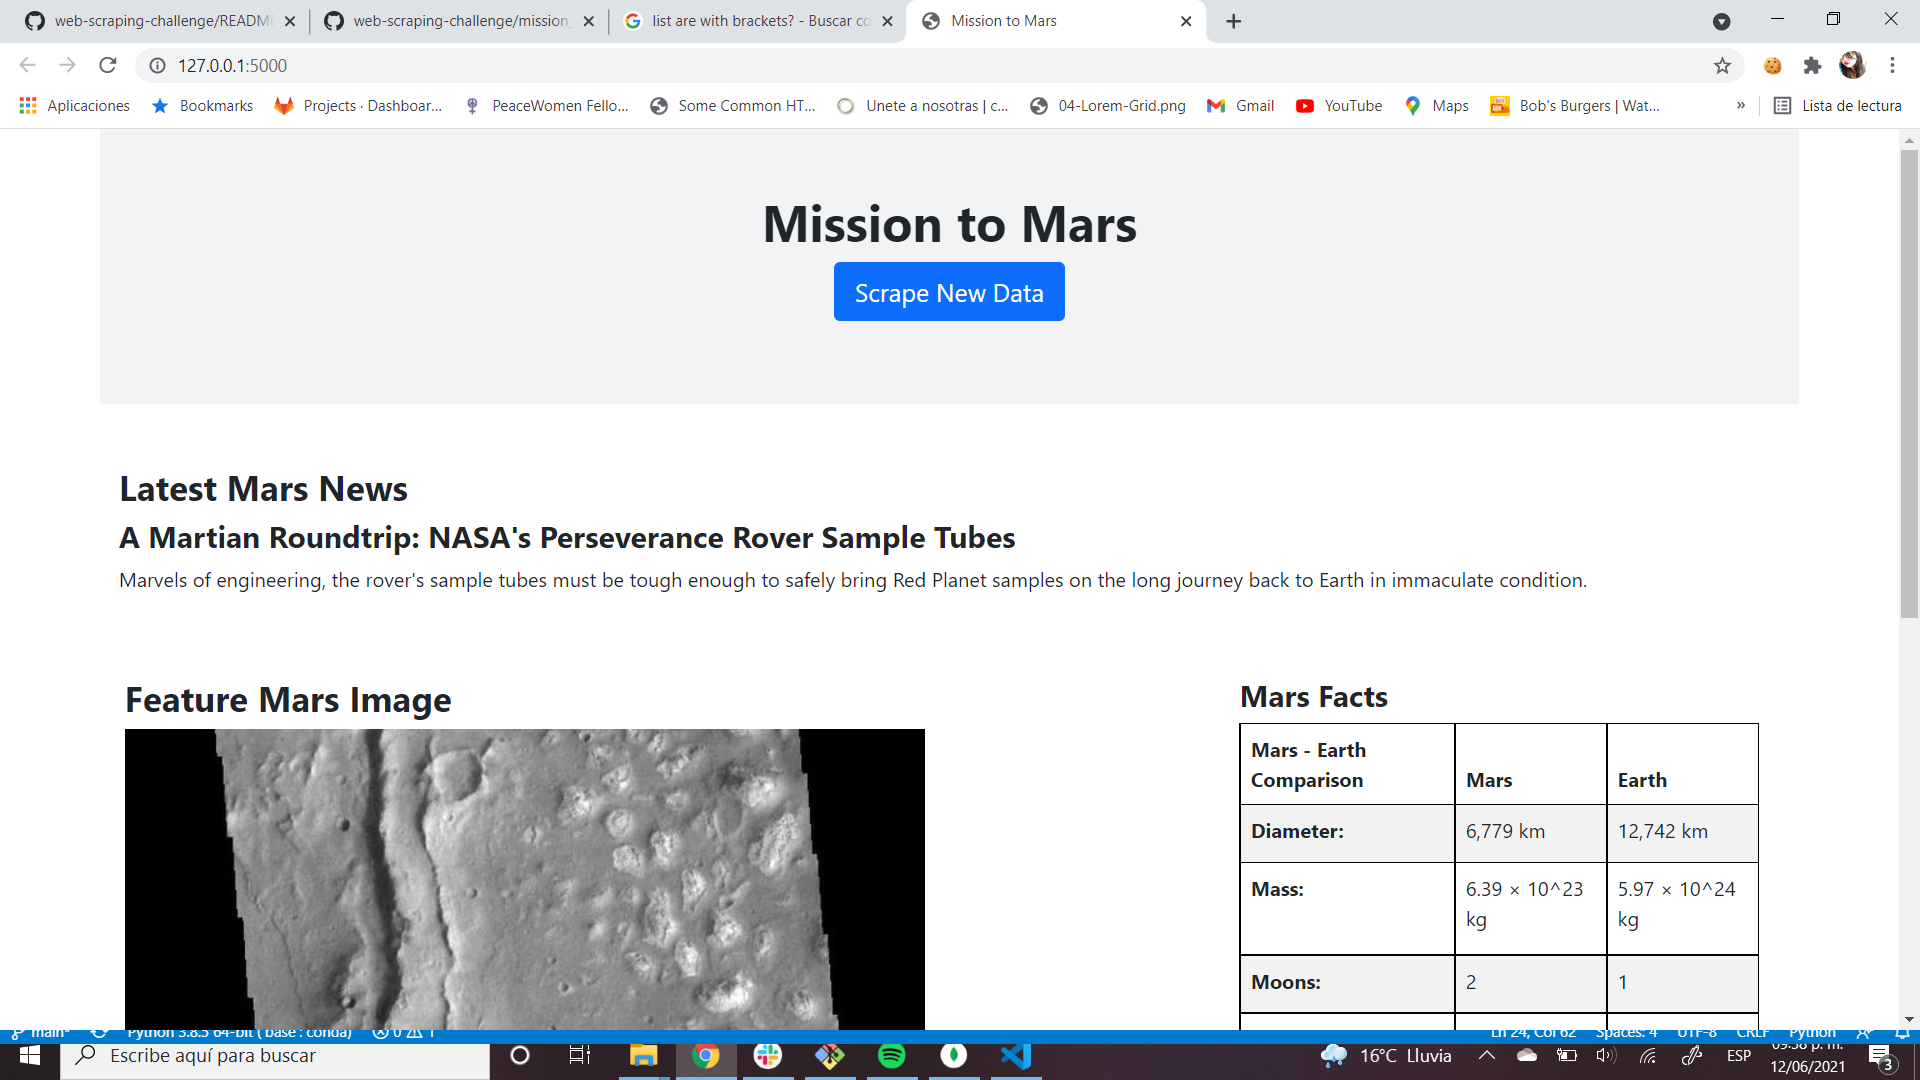 web-scraping-challenge/README
web-scraping-challenge/mission_
list are with brackets? - Buscar co
Mission to Mars
127.0.0.1:5000
Aplicaciones
Bookmarks
Projects · Dashboar...
PeaceWomen Fello...
Some Common HT...
Unete a nosotras | c...
04-Lorem-Grid.png
Gmail
YouTube
Maps
Bob's Burgers | Wat...
»
Lista de lectura
Mission to Mars
Scrape New Data
Latest Mars News
A Martian Roundtrip: NASA's Perseverance Rover Sample Tubes
Marvels of engineering, the rover's sample tubes must be tough enough to safely bring Red Planet samples on the long journey back to Earth in immaculate condition.
Feature Mars Image
Mars Facts
Mars - Earth
Comparison
Mars
Earth
Diameter:
6,779 km
12,742 km
Mass:
6.39 × 10^23
kg
5.97 × 10^24
kg
Moons:
2
1
main*
Python 3.8.5 64-bit ('base': conda)
0
1
Ln 24, Col 62
Spaces: 4
UTF-8
CRLF
Python
Escribe aquí para buscar
16°C Lluvia
ESP
09:58 p. m.
12/06/2021
3